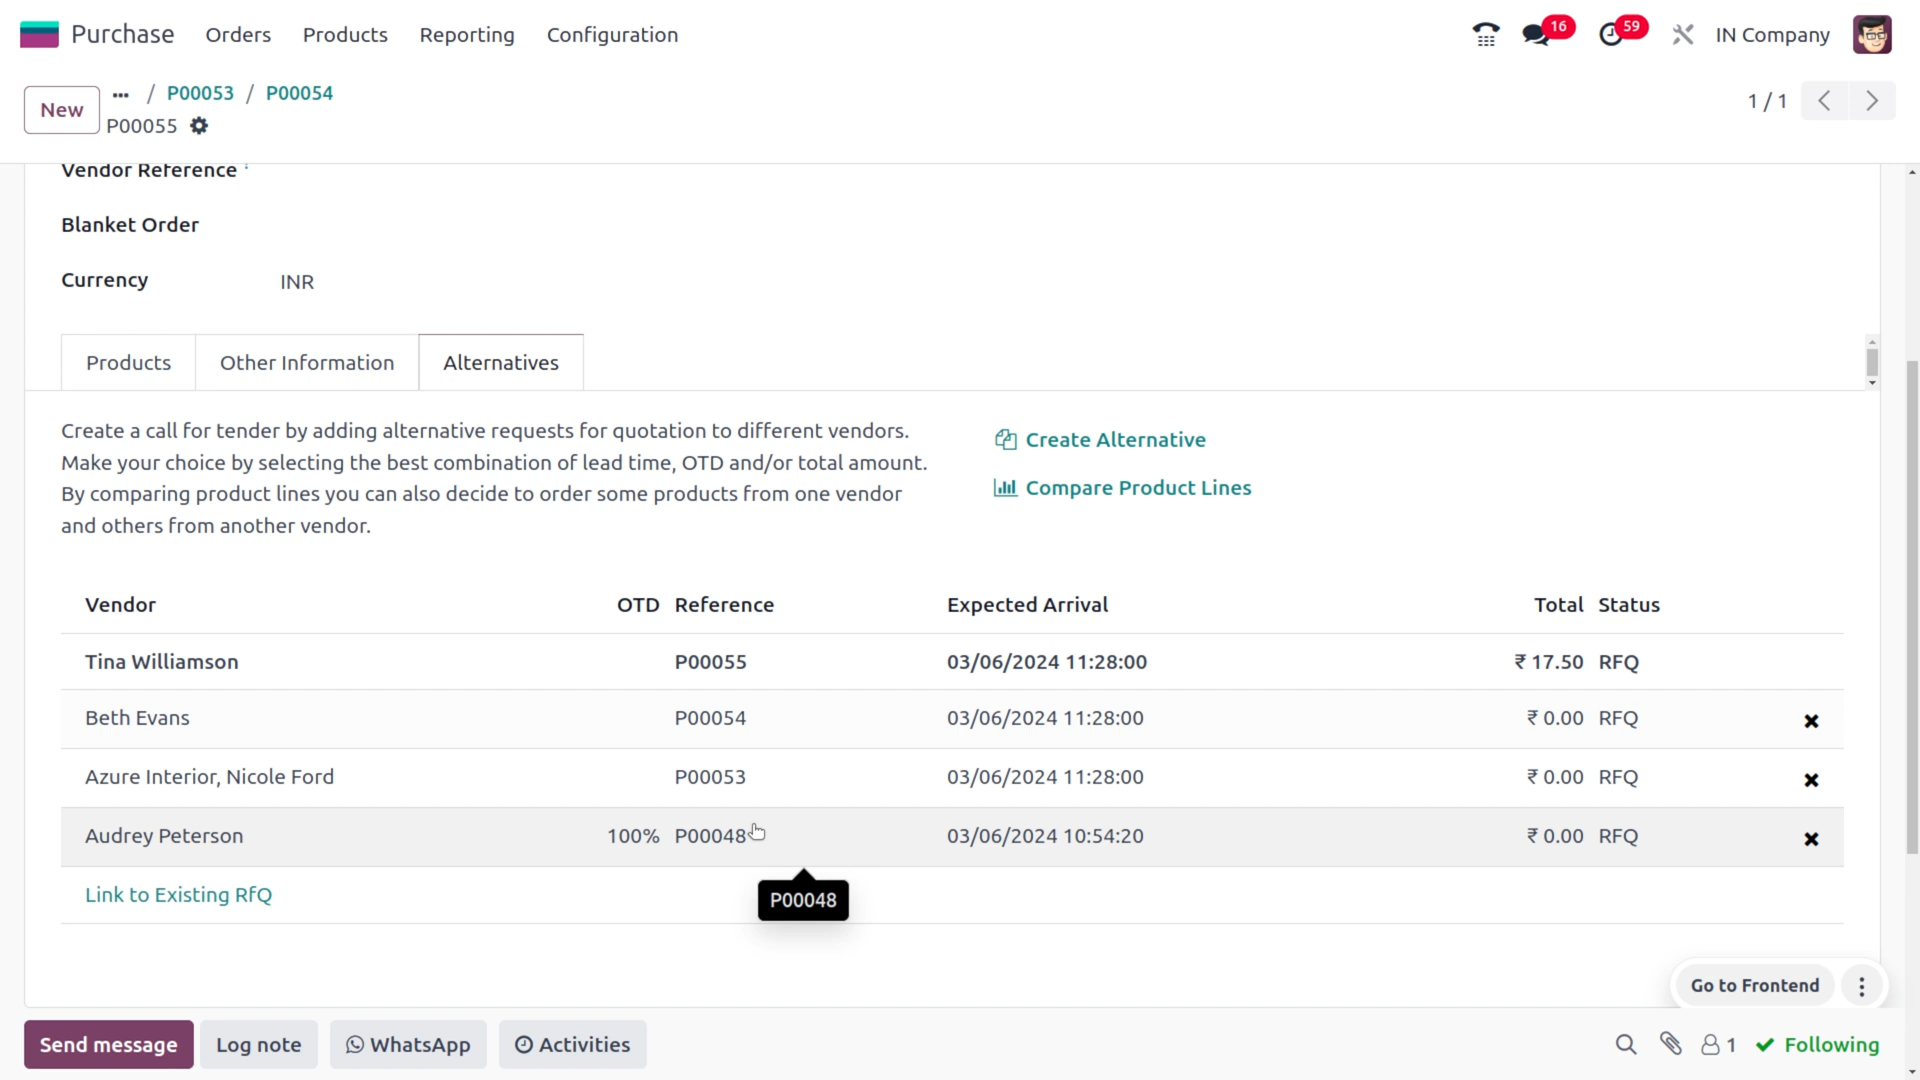 Purchase Orders Products Reporting Configuration 16 59 IN Company
New ... / P00053 / P00054 1 / 1
P00055
Vendor Reference ?
Blanket Order
Currency INR
Products Other Information Alternatives
Create a call for tender by adding alternative requests for quotation to different vendors.
Make your choice by selecting the best combination of lead time, OTD and/or total amount.
By comparing product lines you can also decide to order some products from one vendor
and others from another vendor.
Create Alternative
Compare Product Lines
Vendor OTD Reference Expected Arrival Total Status
Tina Williamson P00055 03/06/2024 11:28:00 ₹ 17.50 RFQ
Beth Evans P00054 03/06/2024 11:28:00 ₹ 0.00 RFQ
Azure Interior, Nicole Ford P00053 03/06/2024 11:28:00 ₹ 0.00 RFQ
Audrey Peterson 100% P00048 03/06/2024 10:54:20 ₹ 0.00 RFQ
Link to Existing RfQ
P00048
Go to Frontend
Send message Log note WhatsApp Activities 1 Following